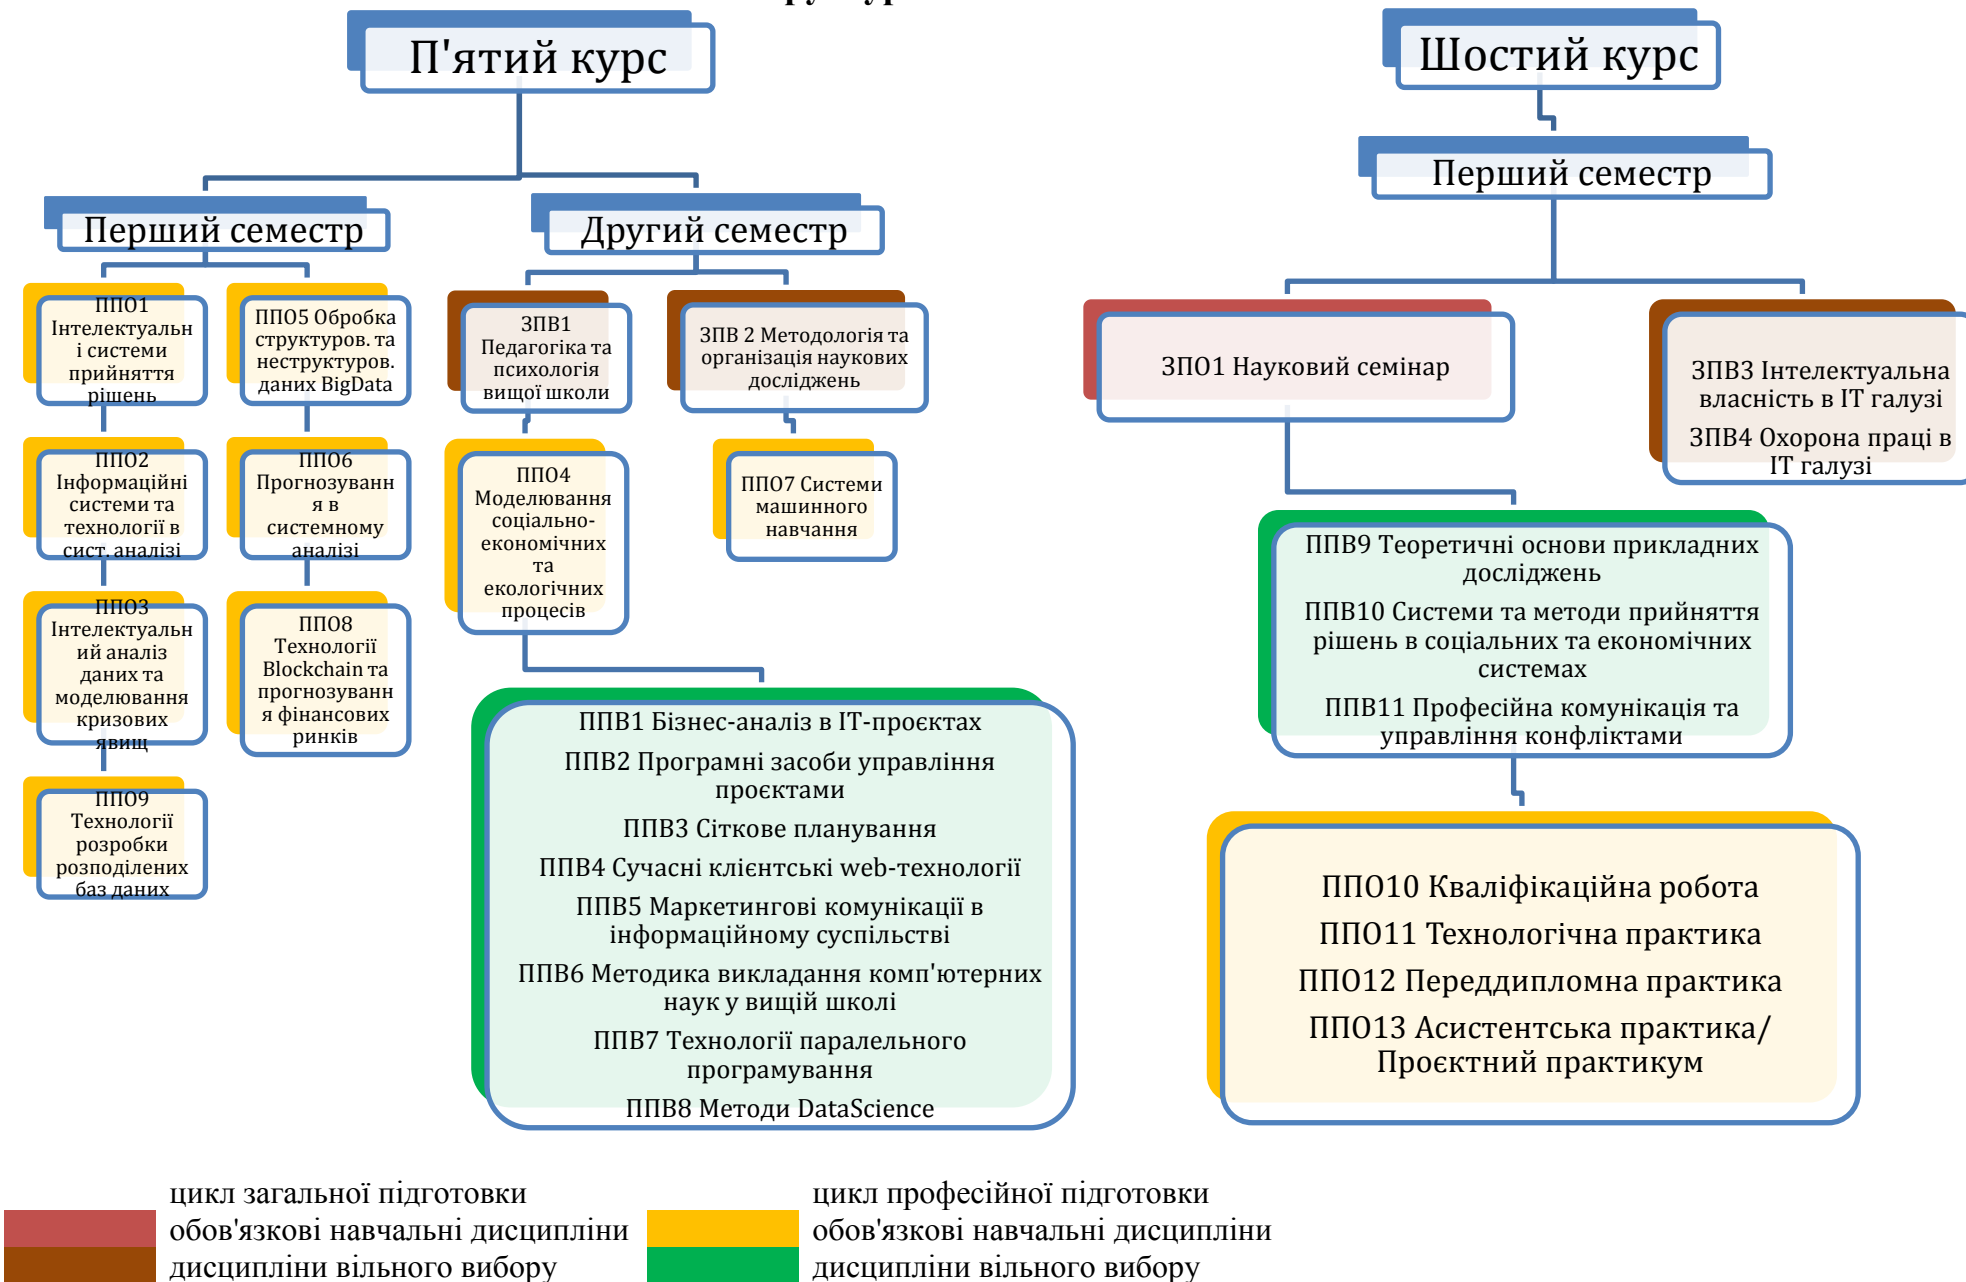 П'ятий курс
Перший семестр
ППО1
Інтелектуальн
і системи
прийняття
рішень
ППО2
Інформаційні
системи та
технології в
сист. аналізі
ППО3
Інтелектуальн
ий аналіз
даних та
моделювання
кризових
явищ
ППО9
Технології
розробки
розподілених
баз даних
ППО5 Обробка
структуров. та
неструктуров.
даних BigData
ППО6
Прогнозуванн
я в
системному
аналізі
ППО8
Технології
Blockchain та
прогнозуванн
я фінансових
ринків
Другий семестр
ЗПВ1
Педагогіка та
психологія
вищої школи
ППО4
Моделювання
соціально-
економічних
та
екологічних
процесів
ППВ1 Бізнес-аналіз в ІТ-проєктах
ППВ2 Програмні засоби управління
проєктами
ППВ3 Сіткове планування
ППВ4 Сучасні клієнтські web-технології
ППВ5 Маркетингові комунікації в
інформаційному суспільстві
ППВ6 Методика викладання комп'ютерних
наук у вищій школі
ППВ7 Технології паралельного
програмування
ППВ8 Методи DataScience
ЗПВ 2 Методологія та
організація наукових
досліджень
ППО7 Системи
машинного
навчання
Шостий курс
Перший семестр
ЗПО1 Науковий семінар
ППВ9 Теоретичні основи прикладних
досліджень
ППВ10 Системи та методи прийняття
рішень в соціальних та економічних
системах
ППВ11 Професійна комунікація та
управління конфліктами
ППО10 Кваліфікаційна робота
ППО11 Технологічна практика
ППО12 Переддипломна практика
ППО13 Асистентська практика/
Проєктний практикум
ЗПВ3 Інтелектуальна
власність в ІТ галузі
ЗПВ4 Охорона праці в
ІТ галузі
цикл загальної підготовки
обов'язкові навчальні дисципліни
дисципліни вільного вибору
цикл професійної підготовки
обов'язкові навчальні дисципліни
дисципліни вільного вибору